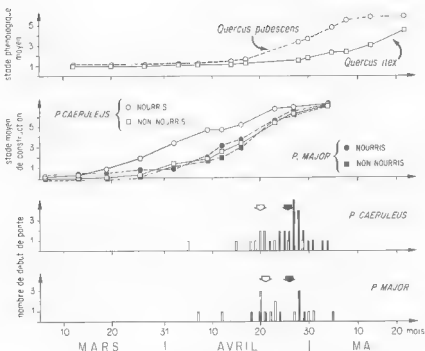 stade phénologique
moyen
5
3
1
Quercus pubescens
Quercus ilex
stade moyen
de construction
5
3
1
P CAERULEUS
NOURRIS
NON NOURRIS
P. MAJOR
NOURRIS
NON NOURRIS
nombre de début de ponte
3
1
P CAERULEUS
3
1
P MAJOR
10 20 31 10 20 30 10 20 mois
MARS AVRIL MA